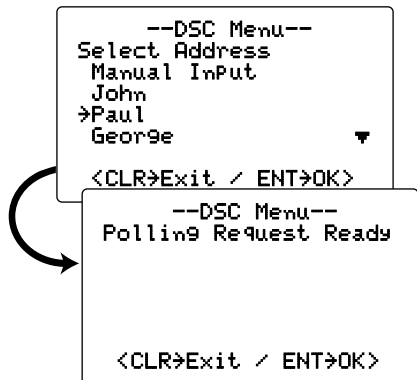 --DSC Menu--
Select Address
Manual Input
John
→Paul
George ▼
<CLR→Exit / ENT→OK>
--DSC Menu--
Polling Request Ready
<CLR→Exit / ENT→OK>